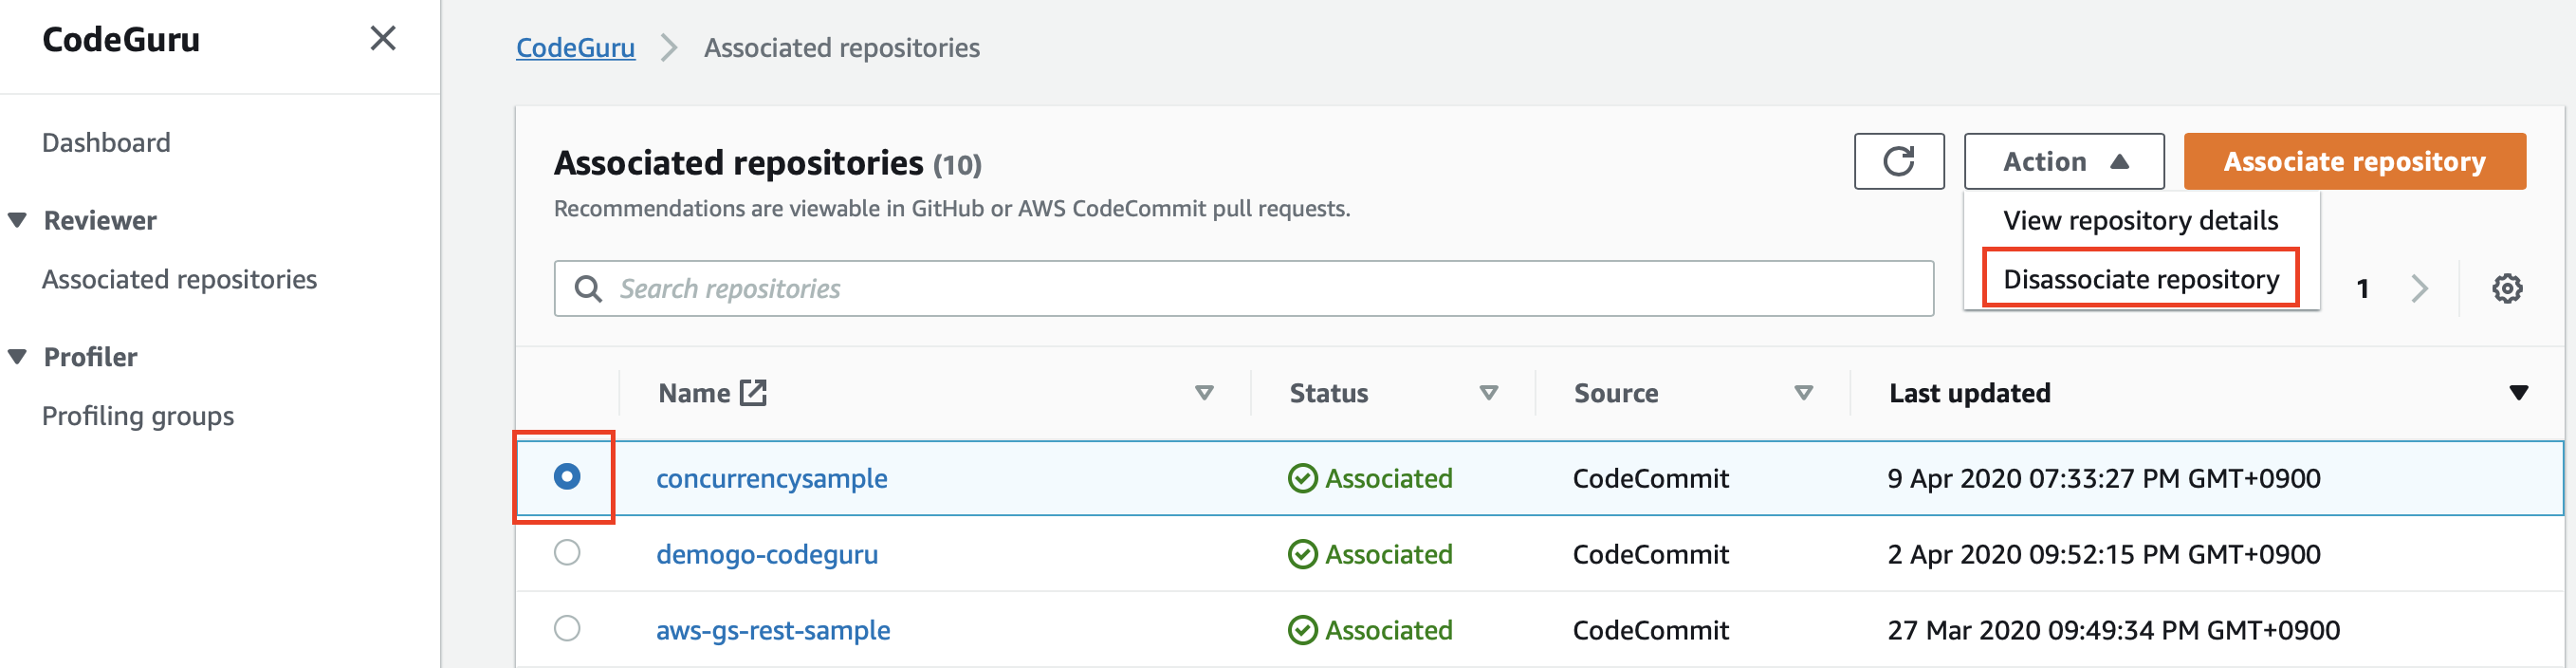 CodeGuru
Dashboard
Reviewer
Associated repositories
Profiler
Profiling groups
CodeGuru Associated repositories
Associated repositories (10)
Recommendations are viewable in GitHub or AWS CodeCommit pull requests.
Action
Associate repository
View repository details
Disassociate repository
Search repositories
1
Name Status Source Last updated
concurrencysample Associated CodeCommit 9 Apr 2020 07:33:27 PM GMT+0900
demogo-codeguru Associated CodeCommit 2 Apr 2020 09:52:15 PM GMT+0900
aws-gs-rest-sample Associated CodeCommit 27 Mar 2020 09:49:34 PM GMT+0900